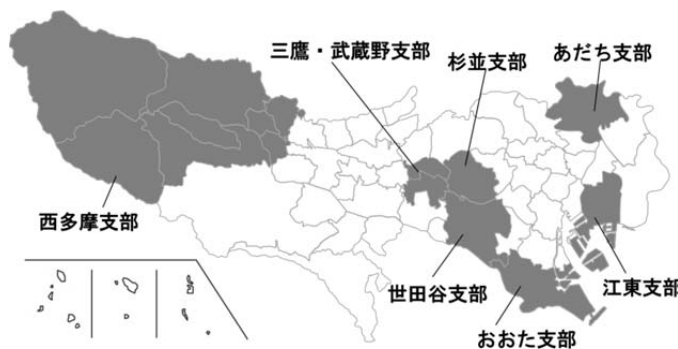 三鷹・武蔵野支部
杉並支部
あだち支部
西多摩支部
世田谷支部
江東支部
おおた支部